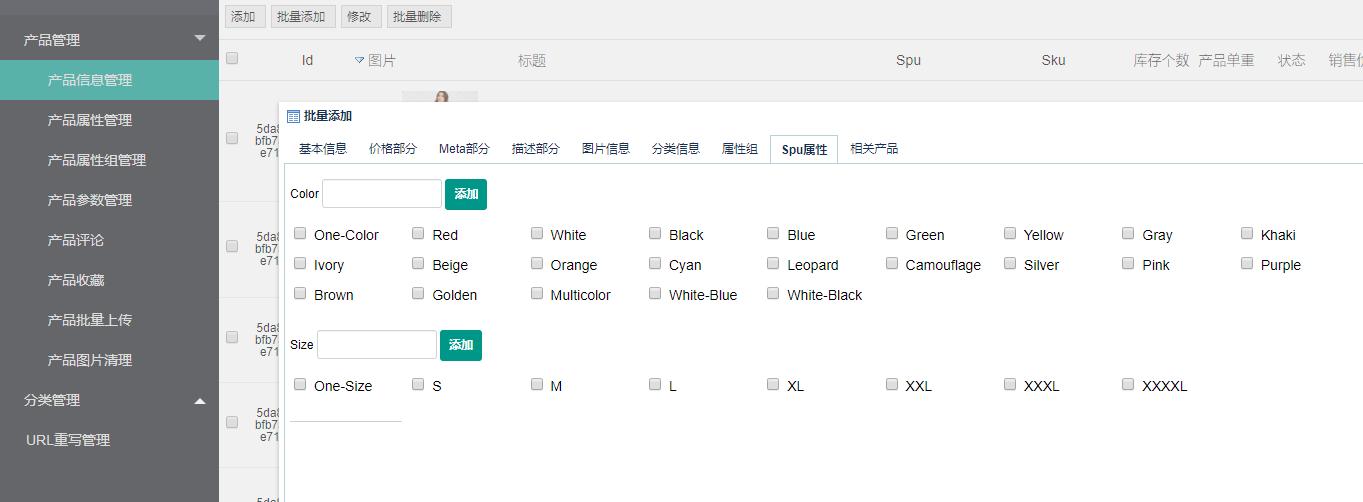 添加 批量添加 修改 批量删除
产品管理
Id 图片 标题 Spu Sku 库存个数 产品单重 状态 销售价
产品信息管理
产品属性管理
产品属性组管理
产品参数管理
产品评论
产品收藏
产品批量上传
产品图片清理
分类管理
URL重写管理
5da8
bfb7
e71
5da8
bfb7
e71
5da8
bfb7
e71
5da8
bfb7
e71
5da8
批量添加
基本信息 价格部分 Meta部分 描述部分 图片信息 分类信息 属性组 Spu属性 相关产品
Color 添加
One-Color Red White Black Blue Green Yellow Gray Khaki
Ivory Beige Orange Cyan Leopard Camouflage Silver Pink Purple
Brown Golden Multicolor White-Blue White-Black
Size 添加
One-Size S M L XL XXL XXXL XXXXL